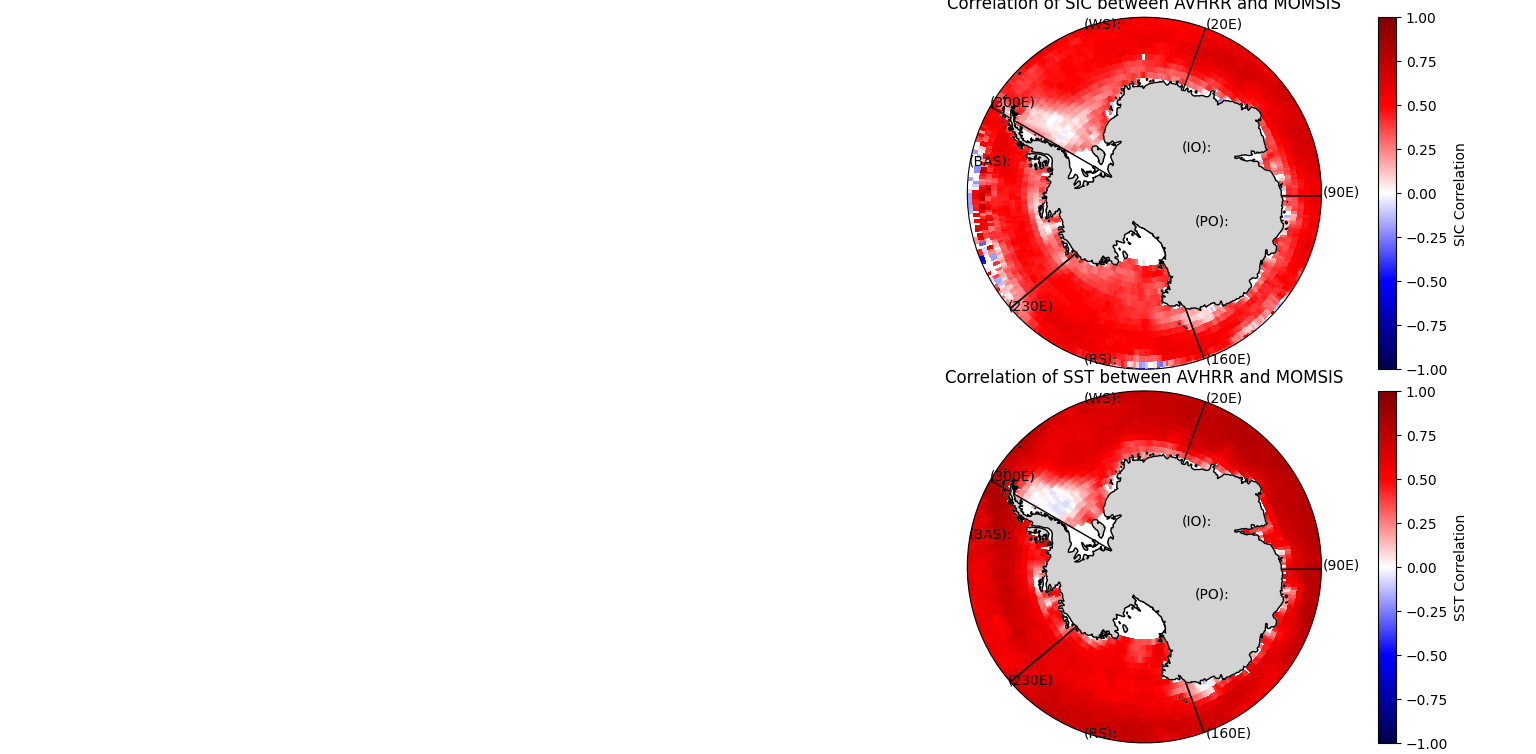 Correlation of SIC between AVHRR and MOMSIS
(WS):
(20E)
(300E)
(BAS):
(IO):
(90E)
(PO):
(230E)
(RS):
(160E)
1.00
0.75
0.50
0.25
0.00
−0.25
−0.50
−0.75
−1.00
SIC Correlation
Correlation of SST between AVHRR and MOMSIS
(WS):
(20E)
(300E)
(BAS):
(IO):
(90E)
(PO):
(230E)
(RS):
(160E)
1.00
0.75
0.50
0.25
0.00
−0.25
−0.50
−0.75
−1.00
SST Correlation